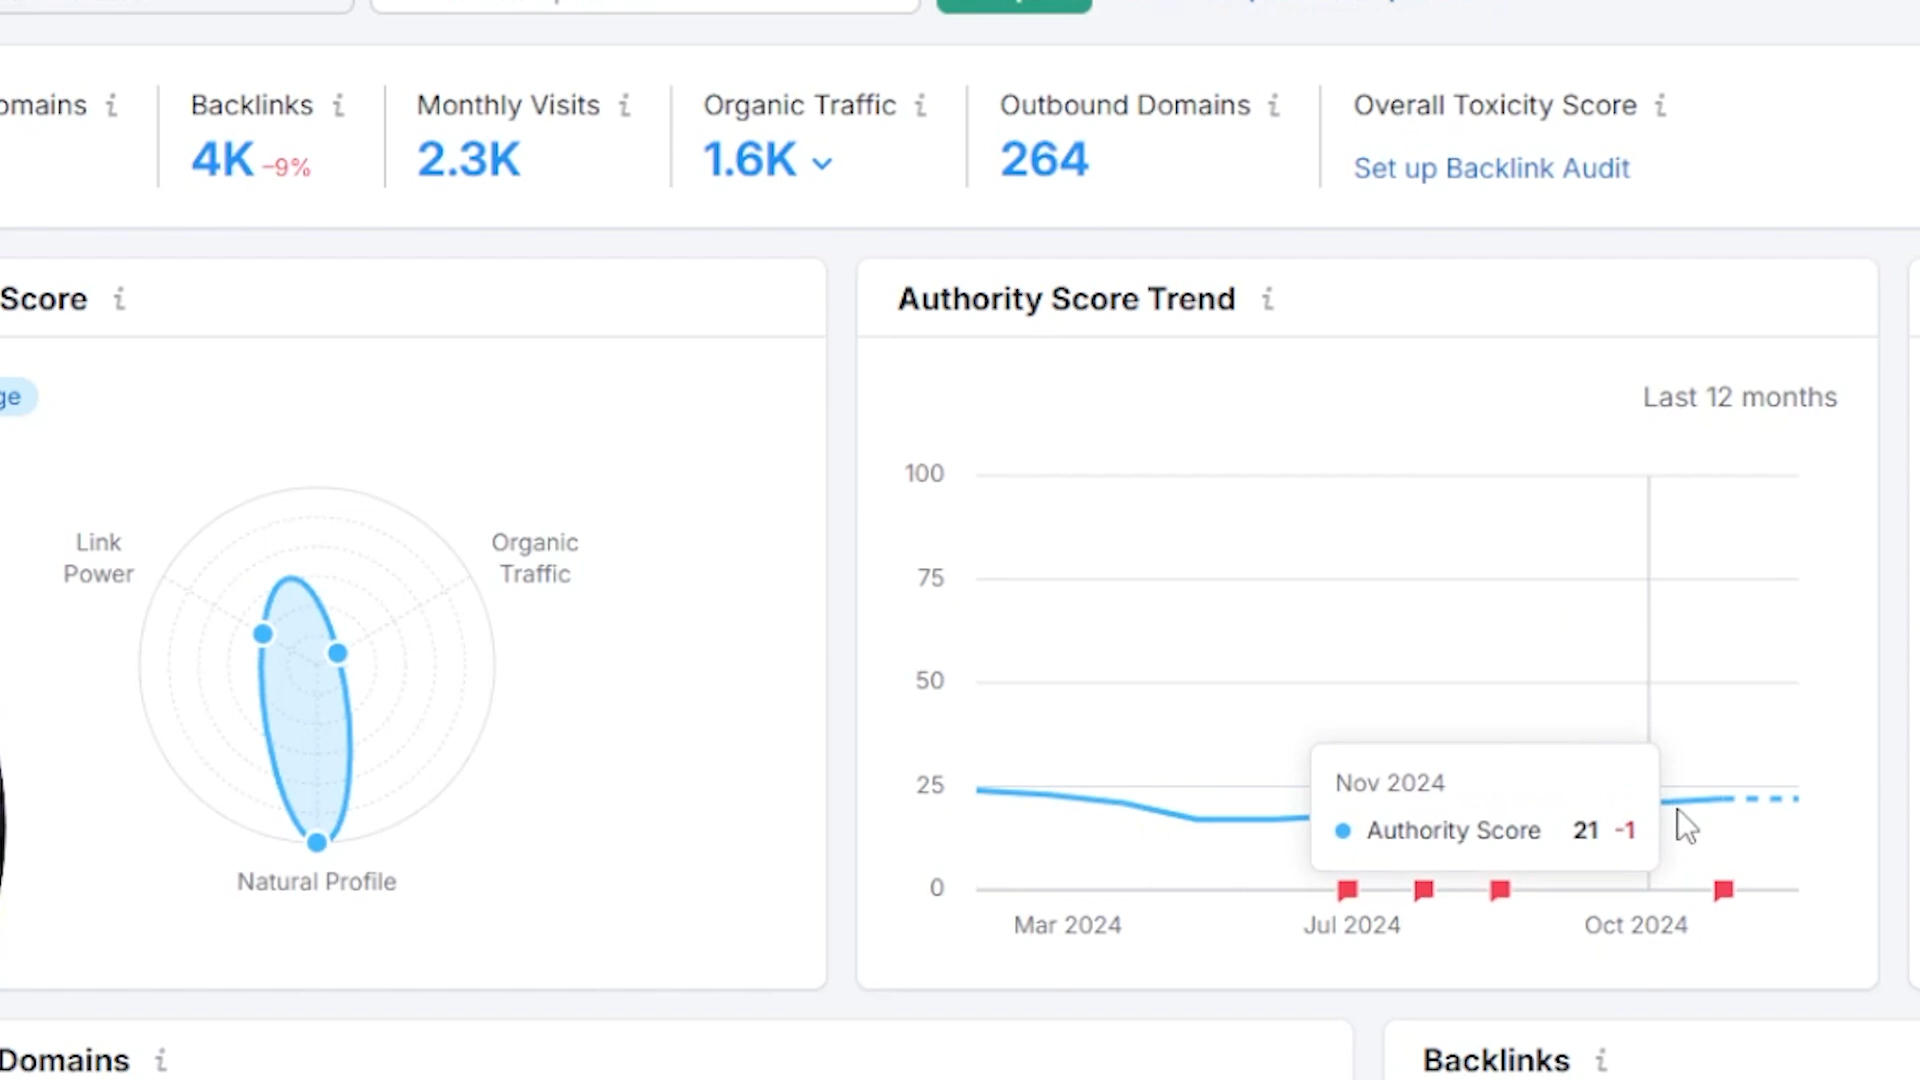 omains i
Backlinks i
4K -9%
Monthly Visits i
2.3K
Organic Traffic i
1.6K
Outbound Domains i
264
Overall Toxicity Score i
Set up Backlink Audit
Score i
ge
Link
Power
Organic
Traffic
Natural Profile
Authority Score Trend i
Last 12 months
100
75
50
25
0
Nov 2024
Authority Score 21 -1
Mar 2024
Jul 2024
Oct 2024
Domains i
Backlinks i